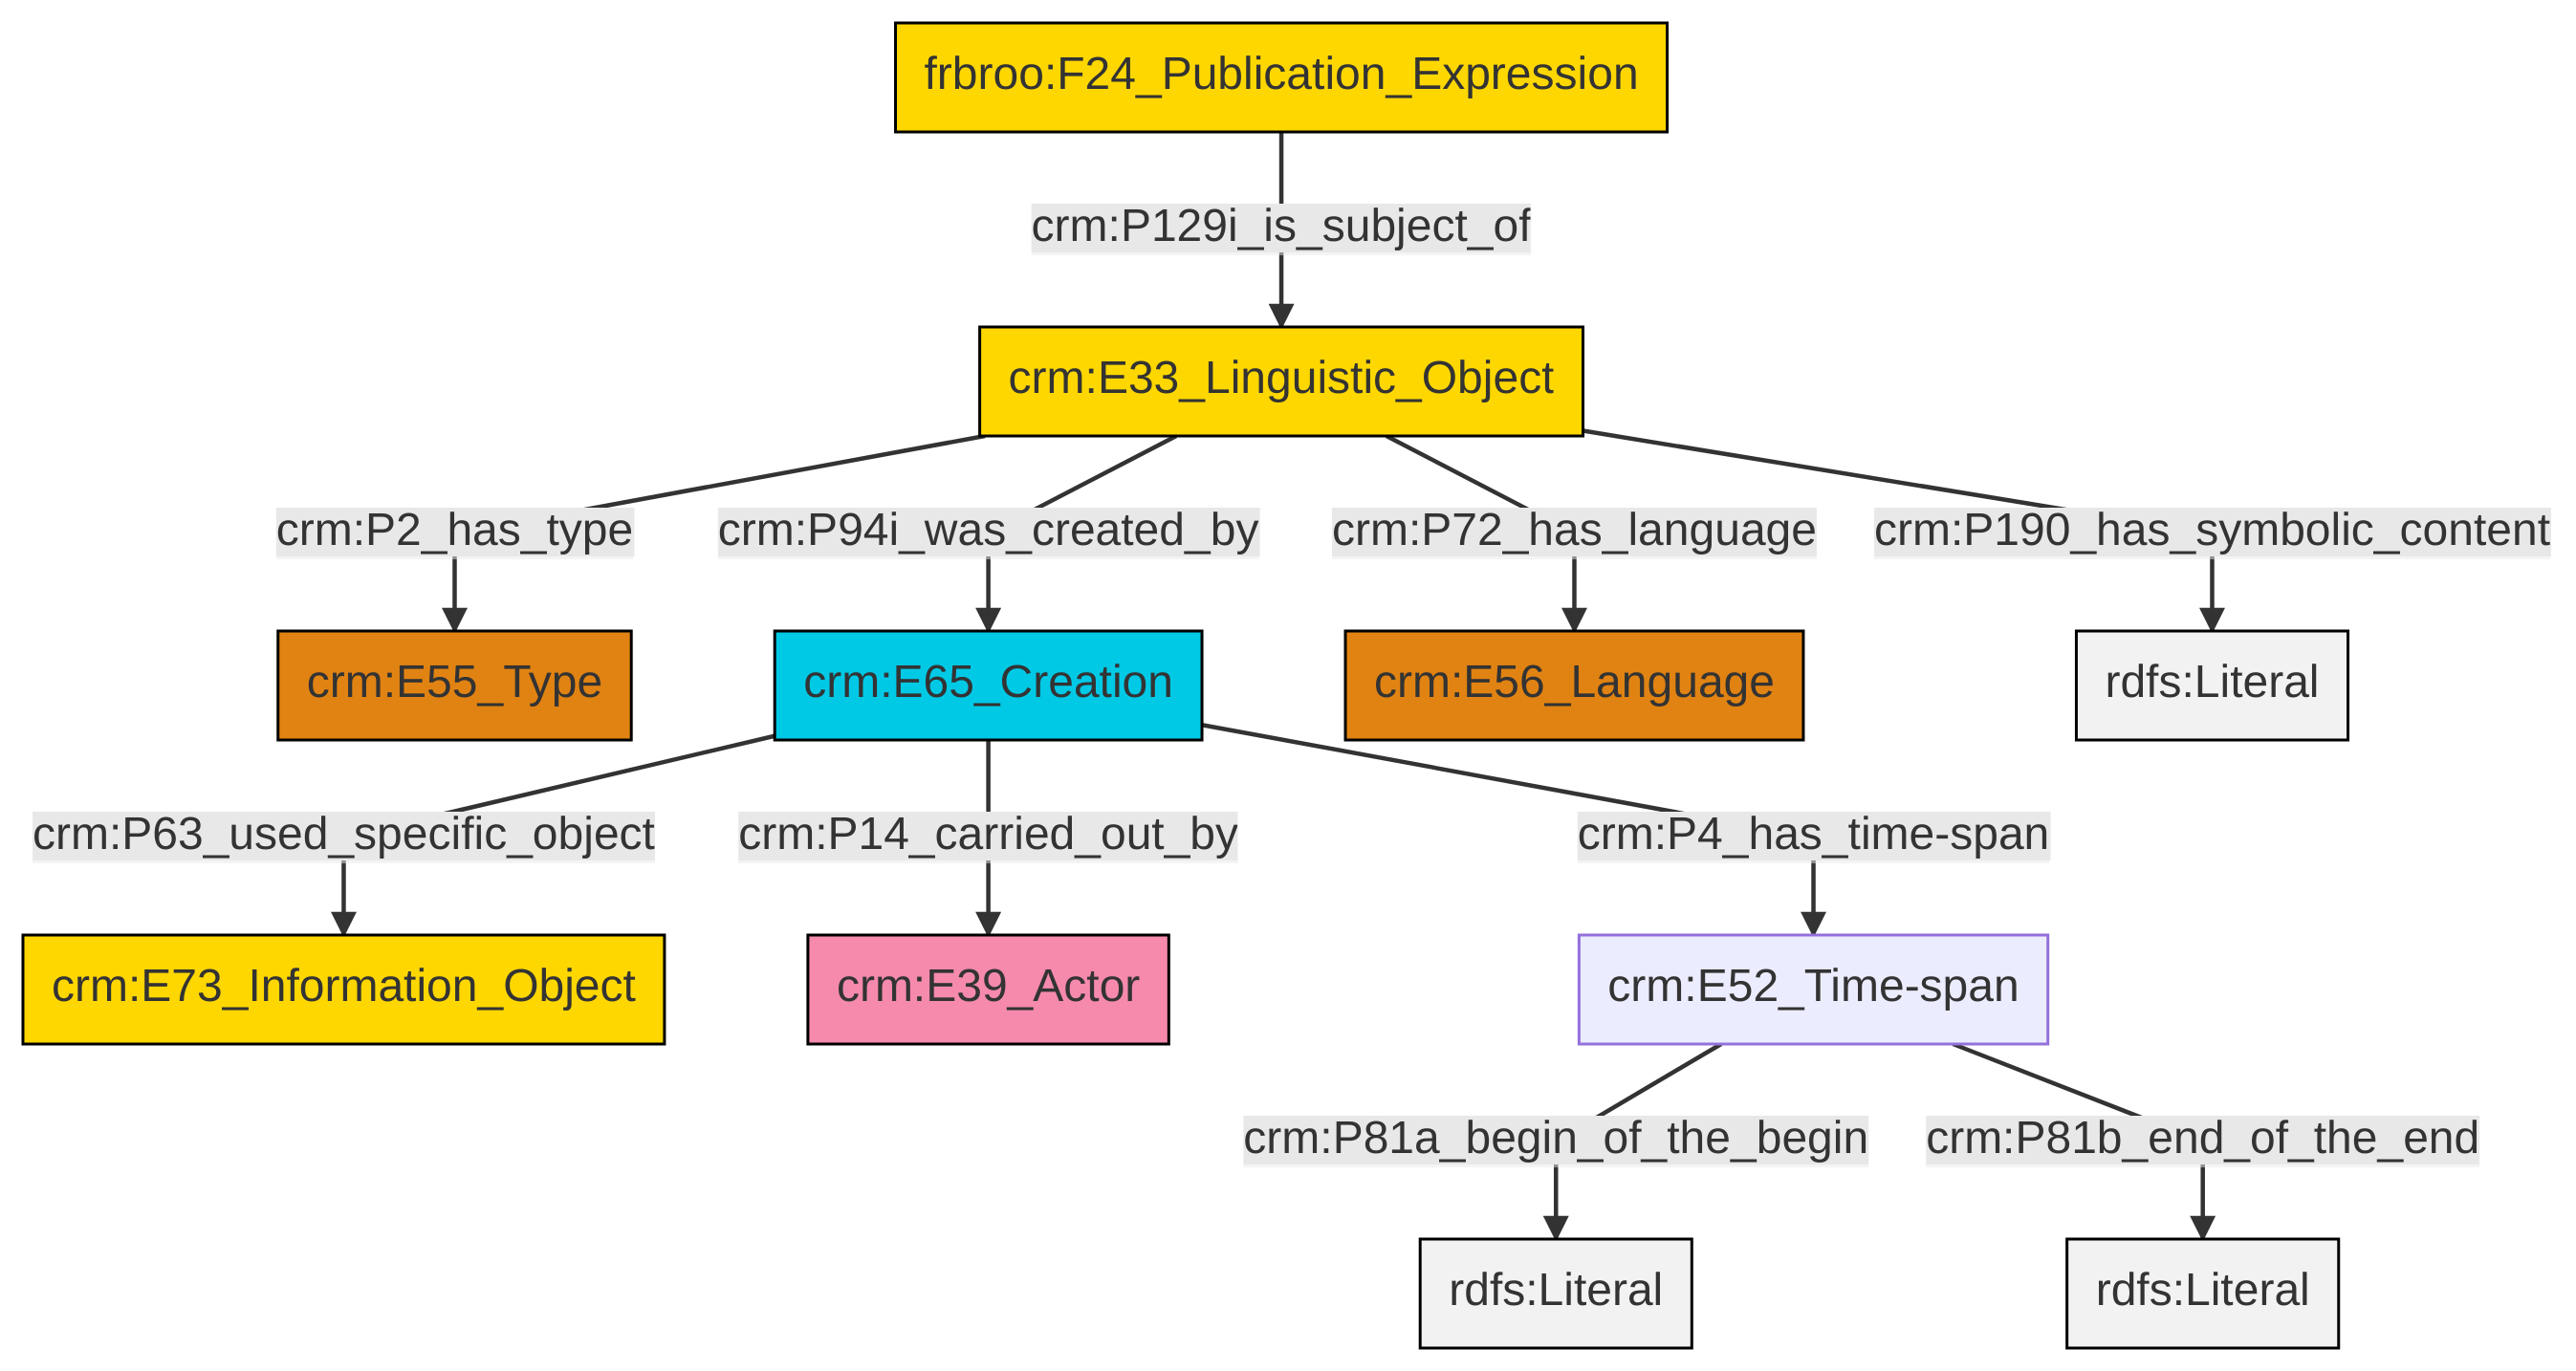 frbroo:F24_Publication_Expression
crm:P129i_is_subject_of
crm:E33_Linguistic_Object
crm:P2_has_type
crm:P94i_was_created_by
crm:P72_has_language
crm:P190_has_symbolic_content
crm:E55_Type
crm:E65_Creation
crm:E56_Language
rdfs:Literal
crm:P63_used_specific_object
crm:P14_carried_out_by
crm:P4_has_time-span
crm:E73_Information_Object
crm:E39_Actor
crm:E52_Time-span
crm:P81a_begin_of_the_begin
crm:P81b_end_of_the_end
rdfs:Literal
rdfs:Literal